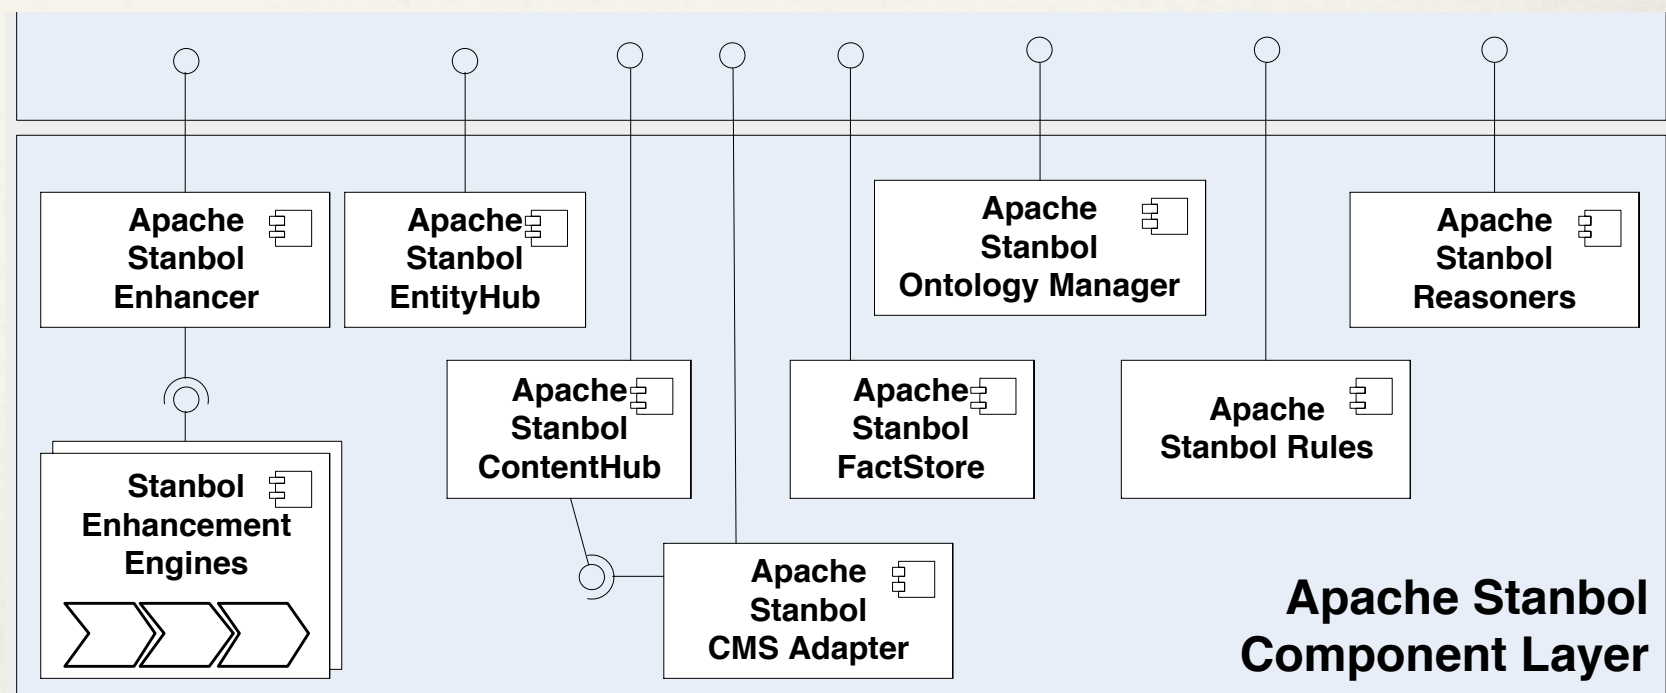 Apache
Stanbol
Enhancer
Apache
Stanbol
EntityHub
Apache
Stanbol
Ontology Manager
Apache
Stanbol
Reasoners
Apache
Stanbol
ContentHub
Apache
Stanbol
FactStore
Apache
Stanbol Rules
Stanbol
Enhancement
Engines
Apache
Stanbol
CMS Adapter
Apache Stanbol
Component Layer